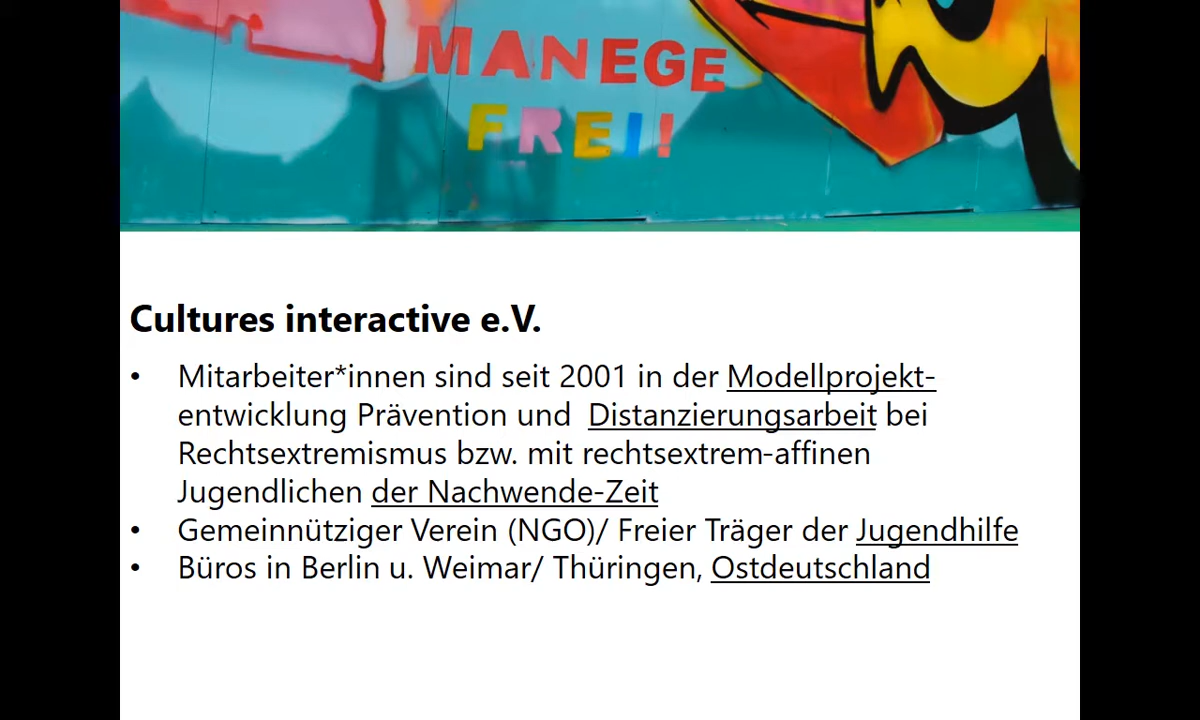 MANEGE
FREI!
Cultures interactive e.V.
• Mitarbeiter*innen sind seit 2001 in der Modellprojekt-
entwicklung Prävention und Distanzierungsarbeit bei
Rechtsextremismus bzw. mit rechtsextrem-affinen
Jugendlichen der Nachwende-Zeit
• Gemeinnütziger Verein (NGO)/ Freier Träger der Jugendhilfe
• Büros in Berlin u. Weimar/ Thüringen, Ostdeutschland